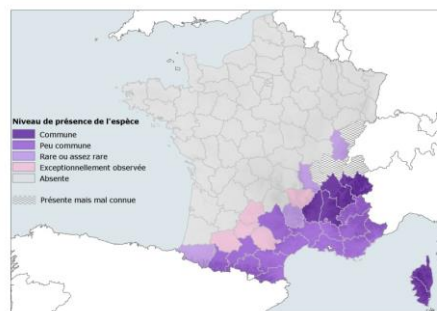 Niveau de présence de l'espèce
Commune
Peu commune
Rare ou assez rare
Exceptionnellement observée
Absente
Présente mais mal connue